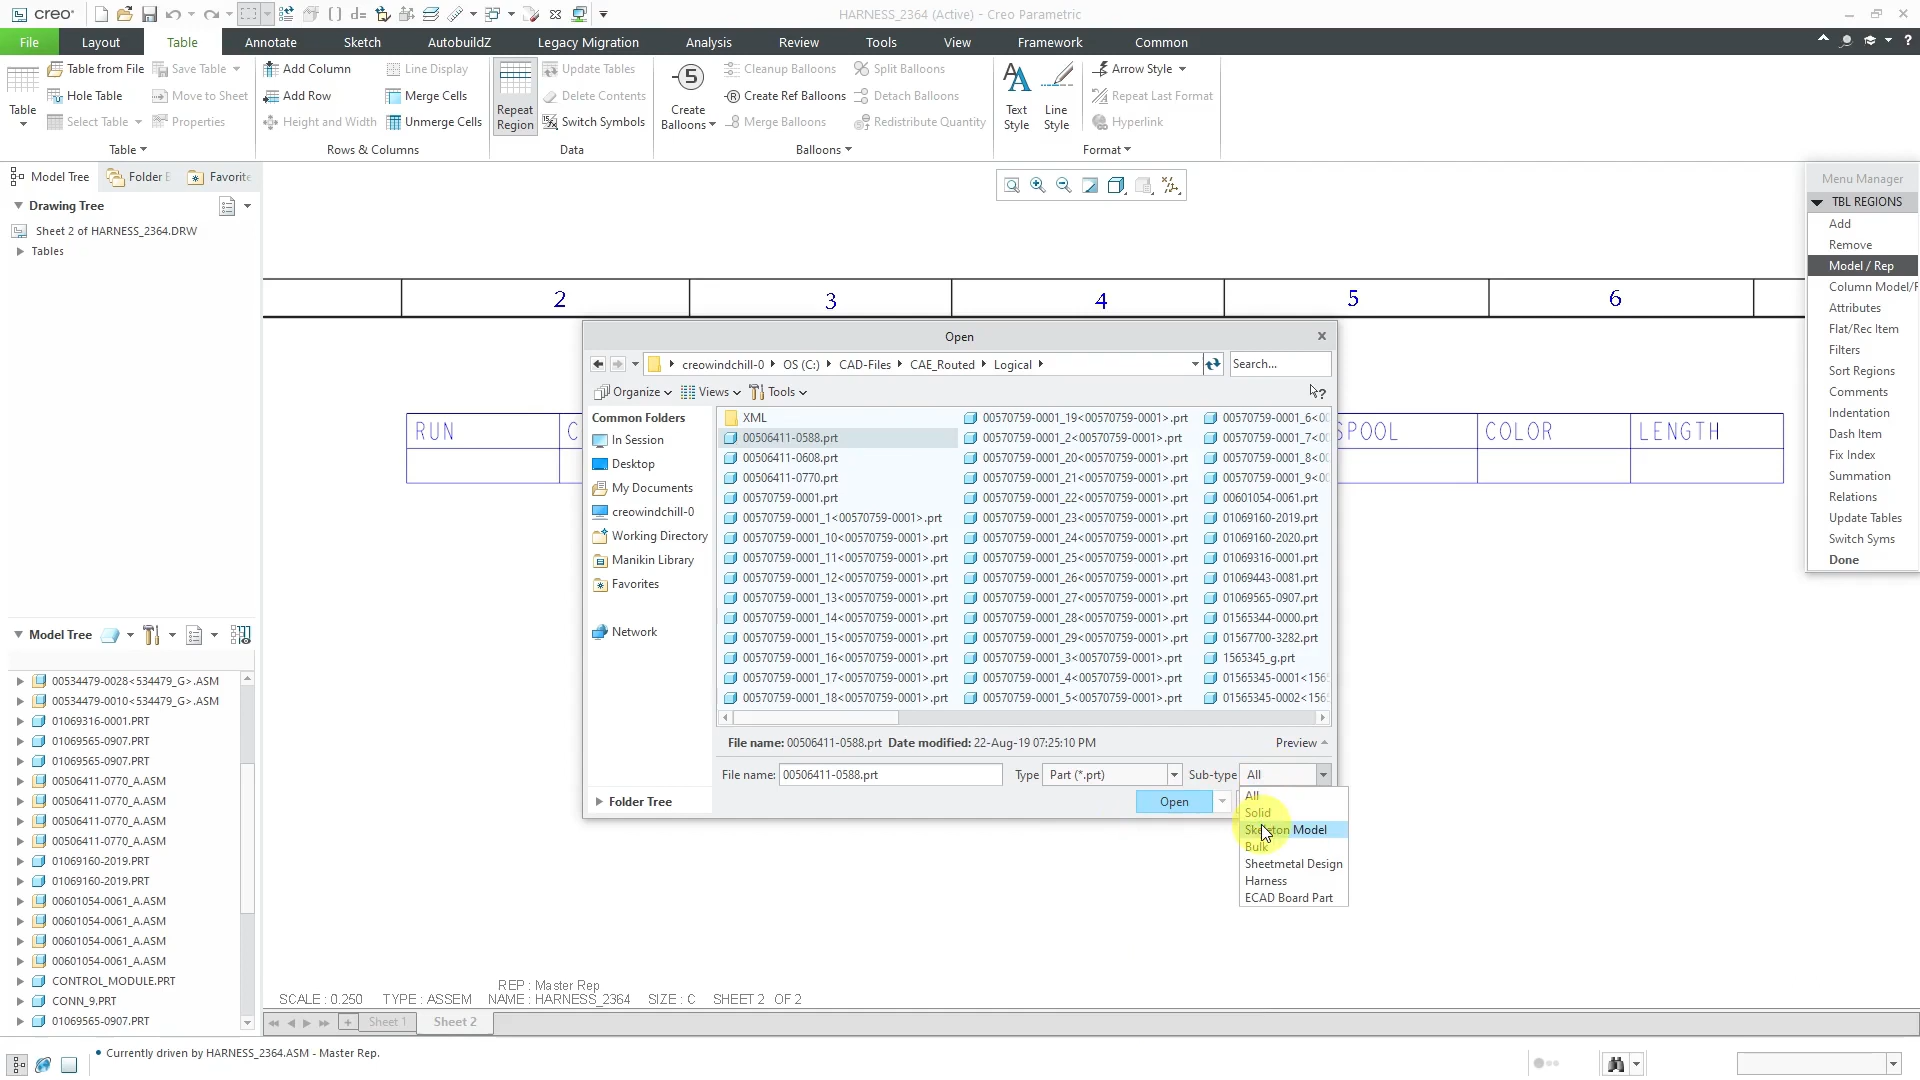 creo HARNESS_2364 (Active) - Creo Parametric
File Layout Table Annotate Sketch AutobuildZ Legacy Migration Analysis Review Tools View Framework Common
Table from File Save Table Add Column Line Display Update Tables Cleanup Balloons Split Balloons Arrow Style
Hole Table Move to Sheet Add Row Merge Cells Delete Contents Create Ref Balloons Detach Balloons Repeat Last Format
Table Repeat Region Create Balloons Text Style Line Style
Select Table Properties Height and Width Unmerge Cells Switch Symbols Merge Balloons Redistribute Quantity Hyperlink
Table Rows & Columns Data Balloons Format
Model Tree Folder Favorite
Drawing Tree
Sheet 2 of HARNESS_2364.DRW
Tables
Menu Manager
TBL REGIONS
Add
Remove
Model / Rep
Column Model/
Attributes
Flat/Rec Item
Filters
Sort Regions
Comments
Indentation
Dash Item
Fix Index
Summation
Relations
Update Tables
Switch Syms
Done
2 3 4 5 6
RUN C SPOOL COLOR LENGTH
Open
creowindchill-0 OS (C:) CAD-Files CAE_Routed Logical Search...
Organize Views Tools
Common Folders
In Session
Desktop
My Documents
creowindchill-0
Working Directory
Manikin Library
Favorites
Network
Folder Tree
XML
00506411-0588.prt
00506411-0608.prt
00506411-0770.prt
00570759-0001.prt
00570759-0001_1<00570759-0001>.prt
00570759-0001_10<00570759-0001>.prt
00570759-0001_11<00570759-0001>.prt
00570759-0001_12<00570759-0001>.prt
00570759-0001_13<00570759-0001>.prt
00570759-0001_14<00570759-0001>.prt
00570759-0001_15<00570759-0001>.prt
00570759-0001_16<00570759-0001>.prt
00570759-0001_17<00570759-0001>.prt
00570759-0001_18<00570759-0001>.prt
00570759-0001_19<00570759-0001>.prt
00570759-0001_2<00570759-0001>.prt
00570759-0001_20<00570759-0001>.prt
00570759-0001_21<00570759-0001>.prt
00570759-0001_22<00570759-0001>.prt
00570759-0001_23<00570759-0001>.prt
00570759-0001_24<00570759-0001>.prt
00570759-0001_25<00570759-0001>.prt
00570759-0001_26<00570759-0001>.prt
00570759-0001_27<00570759-0001>.prt
00570759-0001_28<00570759-0001>.prt
00570759-0001_29<00570759-0001>.prt
00570759-0001_3<00570759-0001>.prt
00570759-0001_4<00570759-0001>.prt
00570759-0001_5<00570759-0001>.prt
00570759-0001_6<00
00570759-0001_7<00
00570759-0001_8<00
00570759-0001_9<00
00601054-0061.prt
01069160-2019.prt
01069160-2020.prt
01069316-0001.prt
01069443-0081.prt
01069565-0907.prt
01565344-0000.prt
01567700-3282.prt
1565345_g.prt
01565345-0001<156
01565345-0002<156
File name: 00506411-0588.prt Date modified: 22-Aug-19 07:25:10 PM Preview
File name: 00506411-0588.prt Type Part (*.prt) Sub-type All
Open
All
Solid
Skeleton Model
Bulk
Sheetmetal Design
Harness
ECAD Board Part
Model Tree
00534479-0028<534479_G>.ASM
00534479-0010<534479_G>.ASM
01069316-0001.PRT
01069565-0907.PRT
01069565-0907.PRT
00506411-0770_A.ASM
00506411-0770_A.ASM
00506411-0770_A.ASM
00506411-0770_A.ASM
01069160-2019.PRT
01069160-2019.PRT
00601054-0061_A.ASM
00601054-0061_A.ASM
00601054-0061_A.ASM
00601054-0061_A.ASM
CONTROL_MODULE.PRT
CONN_9.PRT
01069565-0907.PRT
REP : Master Rep
SCALE : 0.250 TYPE : ASSEM NAME : HARNESS_2364 SIZE : C SHEET 2 OF 2
Sheet 1 Sheet 2
Currently driven by HARNESS_2364.ASM - Master Rep.